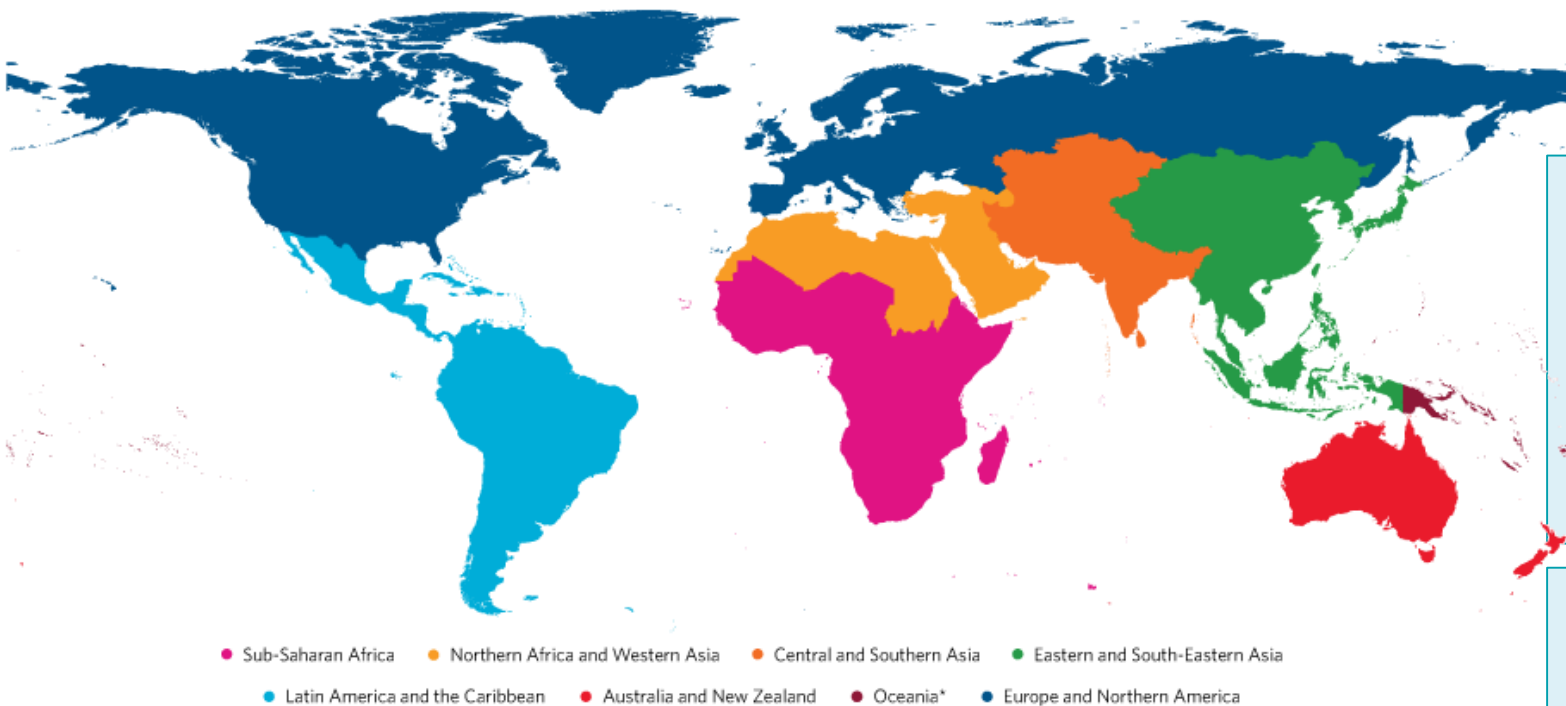 Sub-Saharan Africa Northern Africa and Western Asia Central and Southern Asia Eastern and South-Eastern Asia
Latin America and the Caribbean Australia and New Zealand Oceania* Europe and Northern America